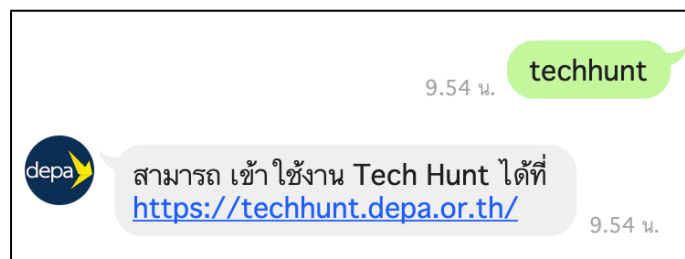 techhunt
9.54 น.
depa
สามารถ เข้าใช้งาน Tech Hunt ได้ที่
https://techhunt.depa.or.th/
9.54 น.